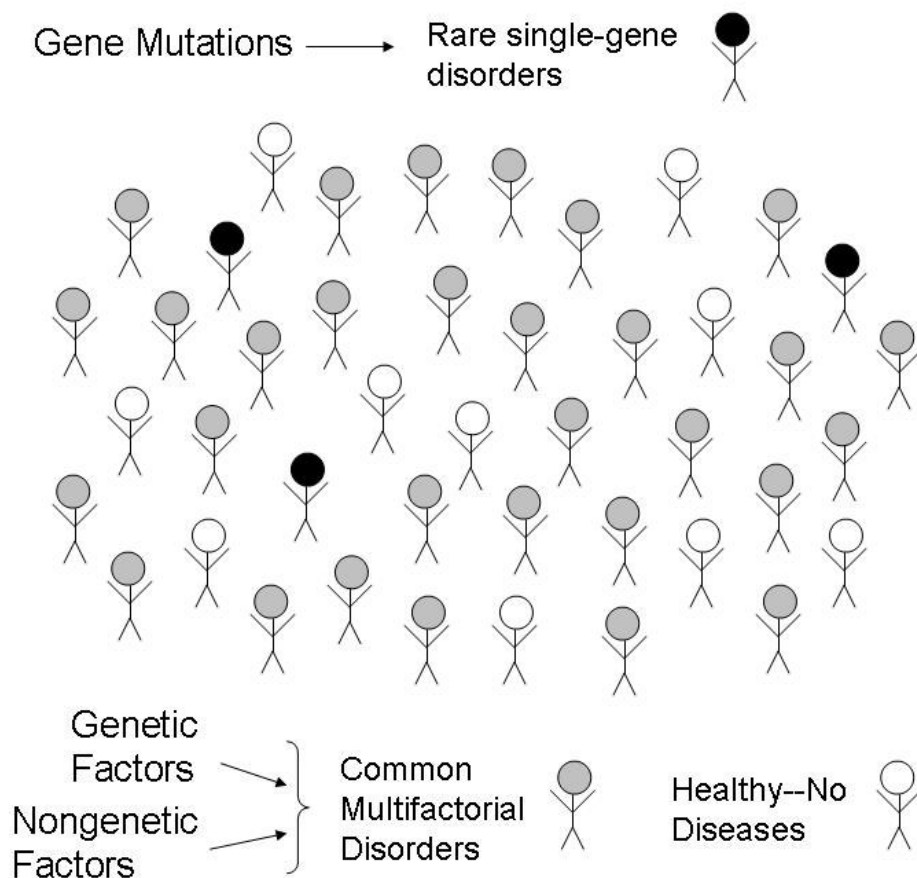 Gene Mutations
Rare single-gene
disorders
Genetic
Factors
Nongenetic
Factors
Common
Multifactorial
Disorders
Healthy--No
Diseases